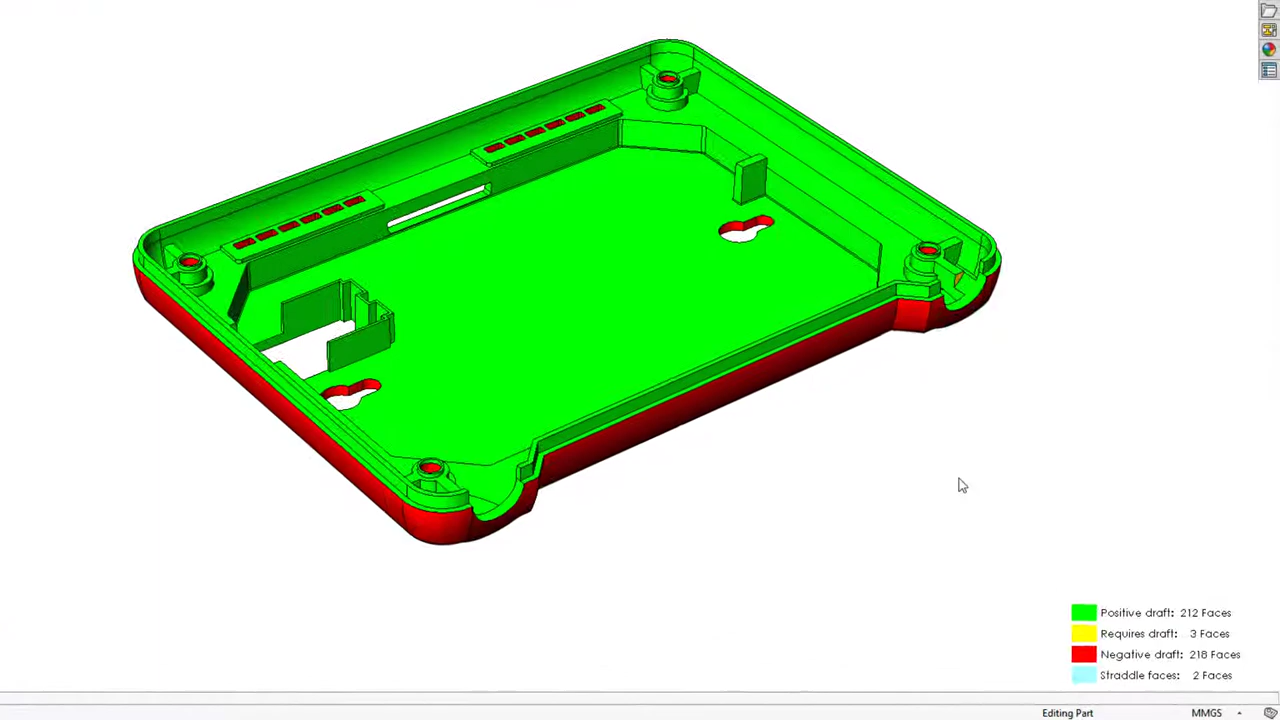 Positive draft: 212 Faces
Requires draft: 3 Faces
Negative draft: 218 Faces
Straddle faces: 2 Faces
Editing Part
MMGS